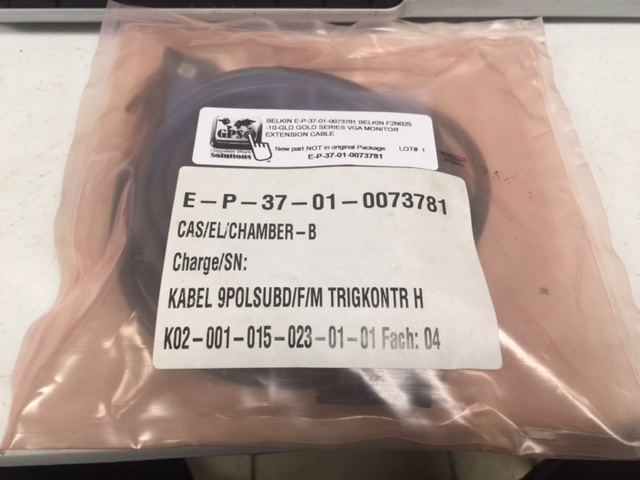 GPS
Solutions
BELKIN E-P-37-01-0073781 BELKIN F2N025
-10-GLD GOLD SERIES VGA MONITOR
EXTENSION CABLE
New part NOT in original Package LOT# 1
E-P-37-01-0073781
E-P-37-01-0073781
CAS/EL/CHAMBER-B
Charge/SN:
KABEL 9POLSUBD/F/M TRIGKONTR H
K02-001-015-023-01-01 Fach: 04